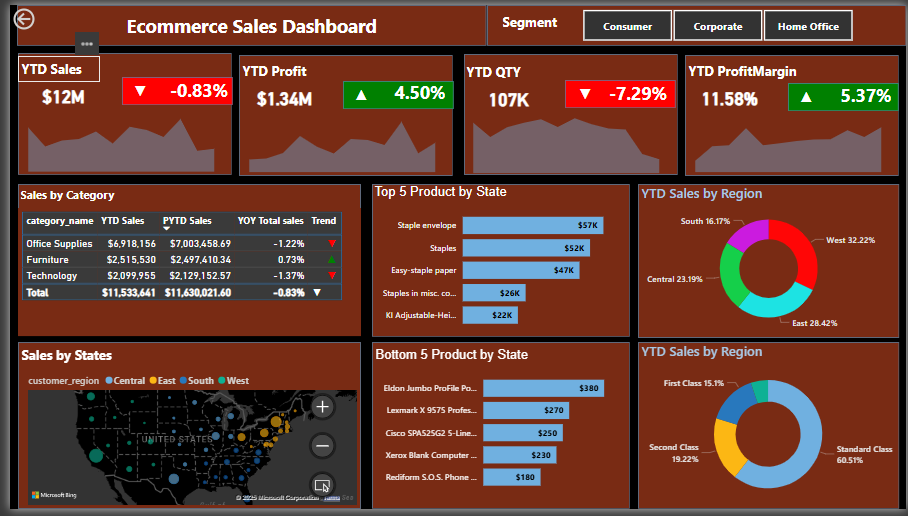 Ecommerce Sales Dashboard
Segment
Consumer
Corporate
Home Office
YTD Sales
$12M
▼ -0.83%
YTD Profit
$1.34M
▲ 4.50%
YTD QTY
107K
▼ -7.29%
YTD ProfitMargin
11.58%
▲ 5.37%
Sales by Category
category_name YTD Sales PYTD Sales YOY Total sales Trend
Office Supplies $6,918,156 $7,003,458.69 -1.22% ▼
Furniture $2,515,530 $2,497,410.34 0.73% ▲
Technology $2,099,955 $2,129,152.57 -1.37% ▼
Total $11,533,641 $11,630,021.60 -0.83% ▼
Top 5 Product by State
Staple envelope $57K
Staples $52K
Easy-staple paper $47K
Staples in misc. co... $26K
KI Adjustable-Hei... $22K
YTD Sales by Region
South 16.17%
West 32.22%
Central 23.19%
East 28.42%
Sales by States
customer_region Central East South West
UNITED STATES
Microsoft Bing
© 2025 Microsoft Corporation
Bottom 5 Product by State
Eldon Jumbo ProFile Po... $380
Lexmark X 9575 Profes... $270
Cisco SPA525G2 5-Line... $250
Xerox Blank Computer ... $230
Rediform S.O.S. Phone ... $180
YTD Sales by Region
First Class 15.1%
Second Class
19.22%
Standard Class
60.51%